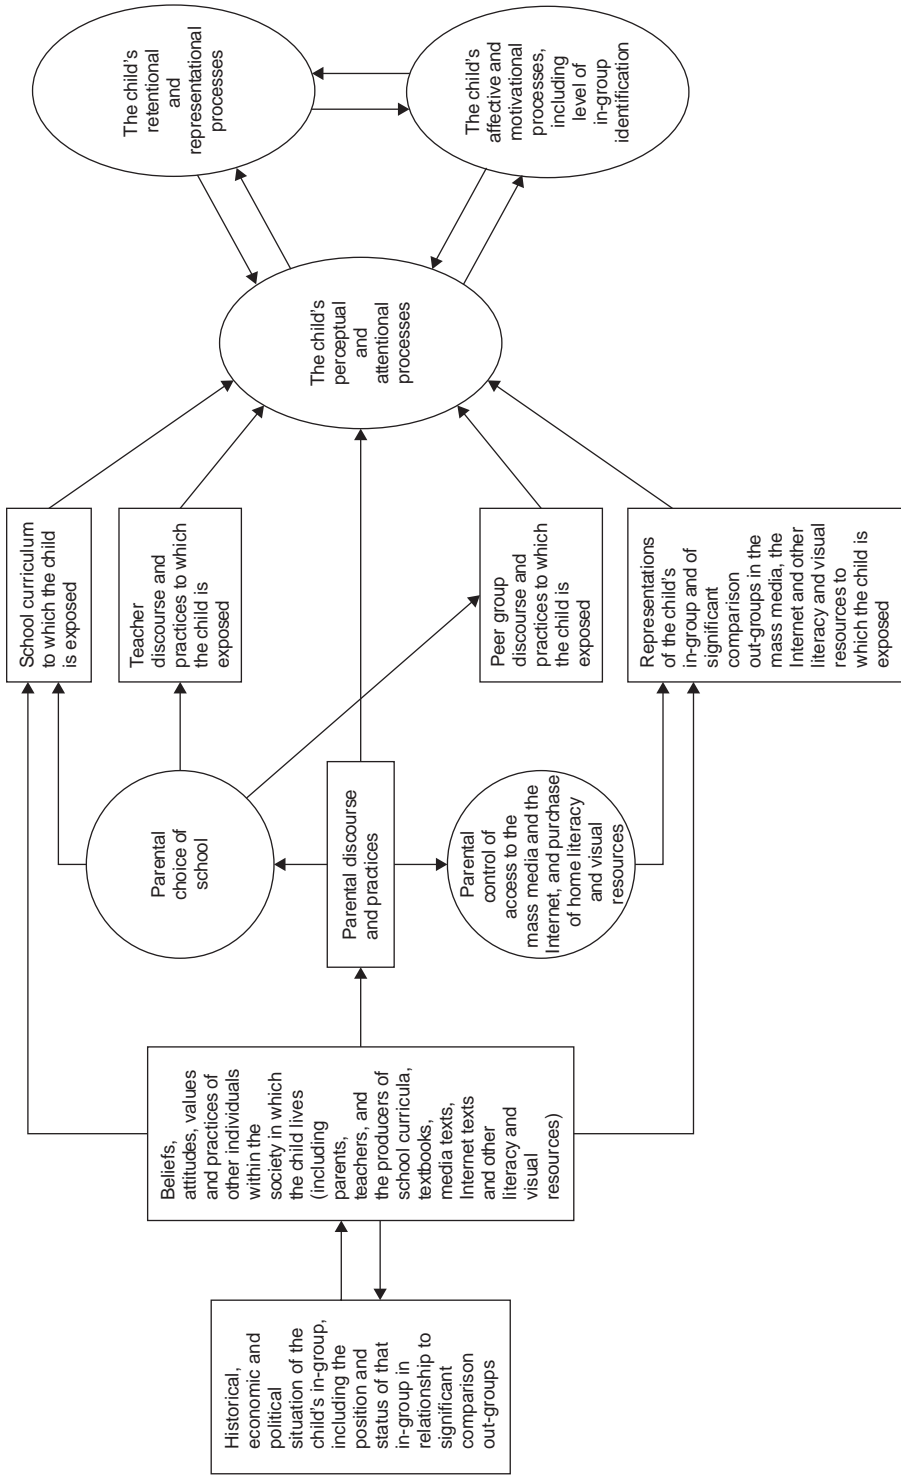 Historical,
economic and
political
situation of the
child's in-group,
including the
position and
status of that
in-group in
relationship to
significant
comparison
out-groups
Beliefs,
attitudes, values
and practices of
other individuals
within the
society in which
the child lives
(including
parents,
teachers, and
the producers of
school curricula,
textbooks,
media texts,
Internet texts
and other
literacy and
visual
resources)
Parental
choice of
school
Parental discourse
and practices
Parental
control of
access to the
mass media and the
Internet, and purchase
of home literacy
and visual
resources
School curriculum
to which the child
is exposed
Teacher
discourse and
practices to which
the child is
exposed
Peer group
discourse and
practices to which
the child is
exposed
Representations
of the child's
in-group and of
significant
comparison
out-groups in the
mass media, the
Internet and other
literacy and visual
resources to
which the child is
exposed
The child's
perceptual
and
attentional
processes
The child's
retentional
and
representational
processes
The child's
affective and
motivational
processes,
including
level of
in-group
identification